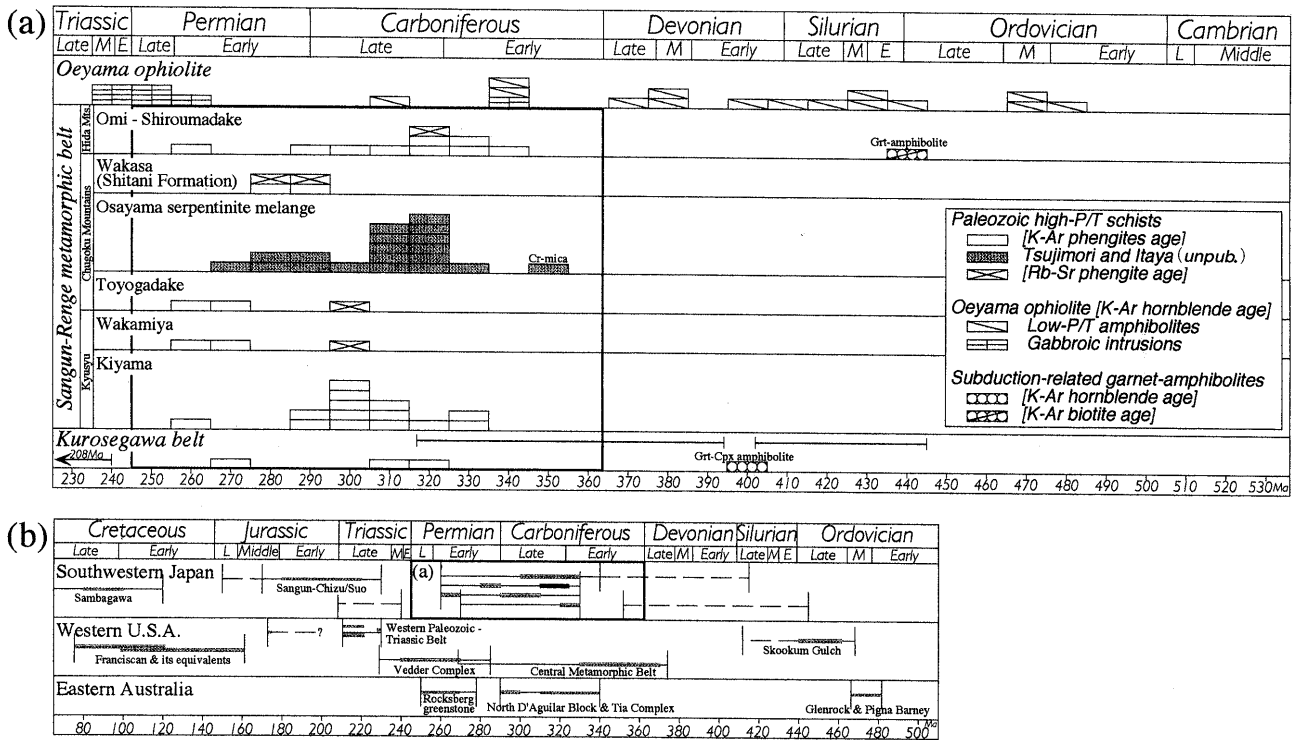 (a)
Triassic Permian Carboniferous Devonian Silurian Ordovician Cambrian
Late M E Late Early Late Early Late M Early Late M E Late M Early L Middle
Oeyama ophiolite
Sangun-Renge metamorphic belt
Hida Mts.
Omi - Shiroumadake
Grt-amphibolite
Chugoku Mountains
Wakasa
(Shitani Formation)
Osayama serpentinite melange
Cr-mica
Toyogadake
Kyusyu
Wakamiya
Kiyama
Paleozoic high-P/T schists
[K-Ar phengites age]
Tsujimori and Itaya (unpub.)
[Rb-Sr phengite age]
Oeyama ophiolite [K-Ar hornblende age]
Low-P/T amphibolites
Gabbroic intrusions
Subduction-related garnet-amphibolites
[K-Ar hornblende age]
[K-Ar biotite age]
Kurosegawa belt
208Ma
Grt-Cpx amphibolite
230 240 250 260 270 280 290 300 310 320 330 340 350 360 370 380 390 400 410 420 430 440 450 460 470 480 490 500 510 520 530 Ma
(b)
Cretaceous Jurassic Triassic Permian Carboniferous Devonian Silurian Ordovician
Late Early L Middle Early Late M E L Early Late Early Late M Early Late M E Late M Early
Southwestern Japan
(a)
Sambagawa
Sangun-Chizu/Suo
Western U.S.A.
?
Western Paleozoic -
Triassic Belt
Skookum Gulch
Franciscan & its equivalents
Vedder Complex
Central Metamorphic Belt
Eastern Australia
Rocksberg
greenstone
North D'Aguilar Block & Tia Complex
Glenrock & Pigna Barney
80 100 120 140 160 180 200 220 240 260 280 300 320 340 360 380 400 420 440 460 480 500 Ma